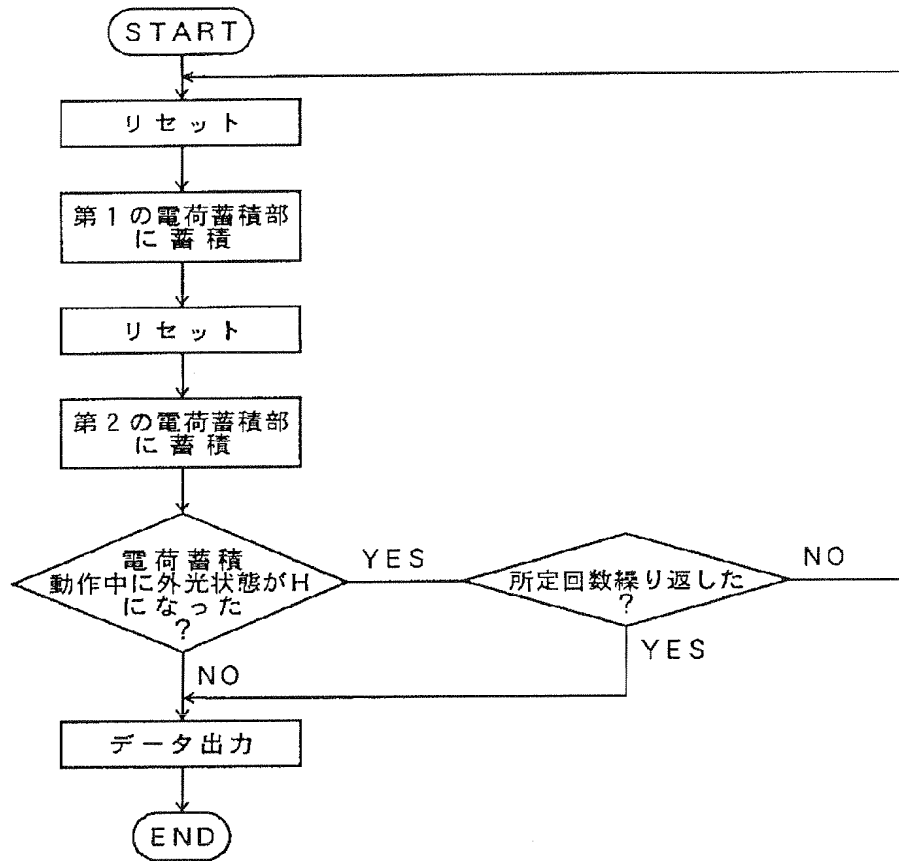 START
リセット
第1の電荷蓄積部
に蓄積
リセット
第2の電荷蓄積部
に蓄積
電荷蓄積
動作中に外光状態がH
になった
?
YES
所定回数繰り返した
?
NO
YES
NO
データ出力
END